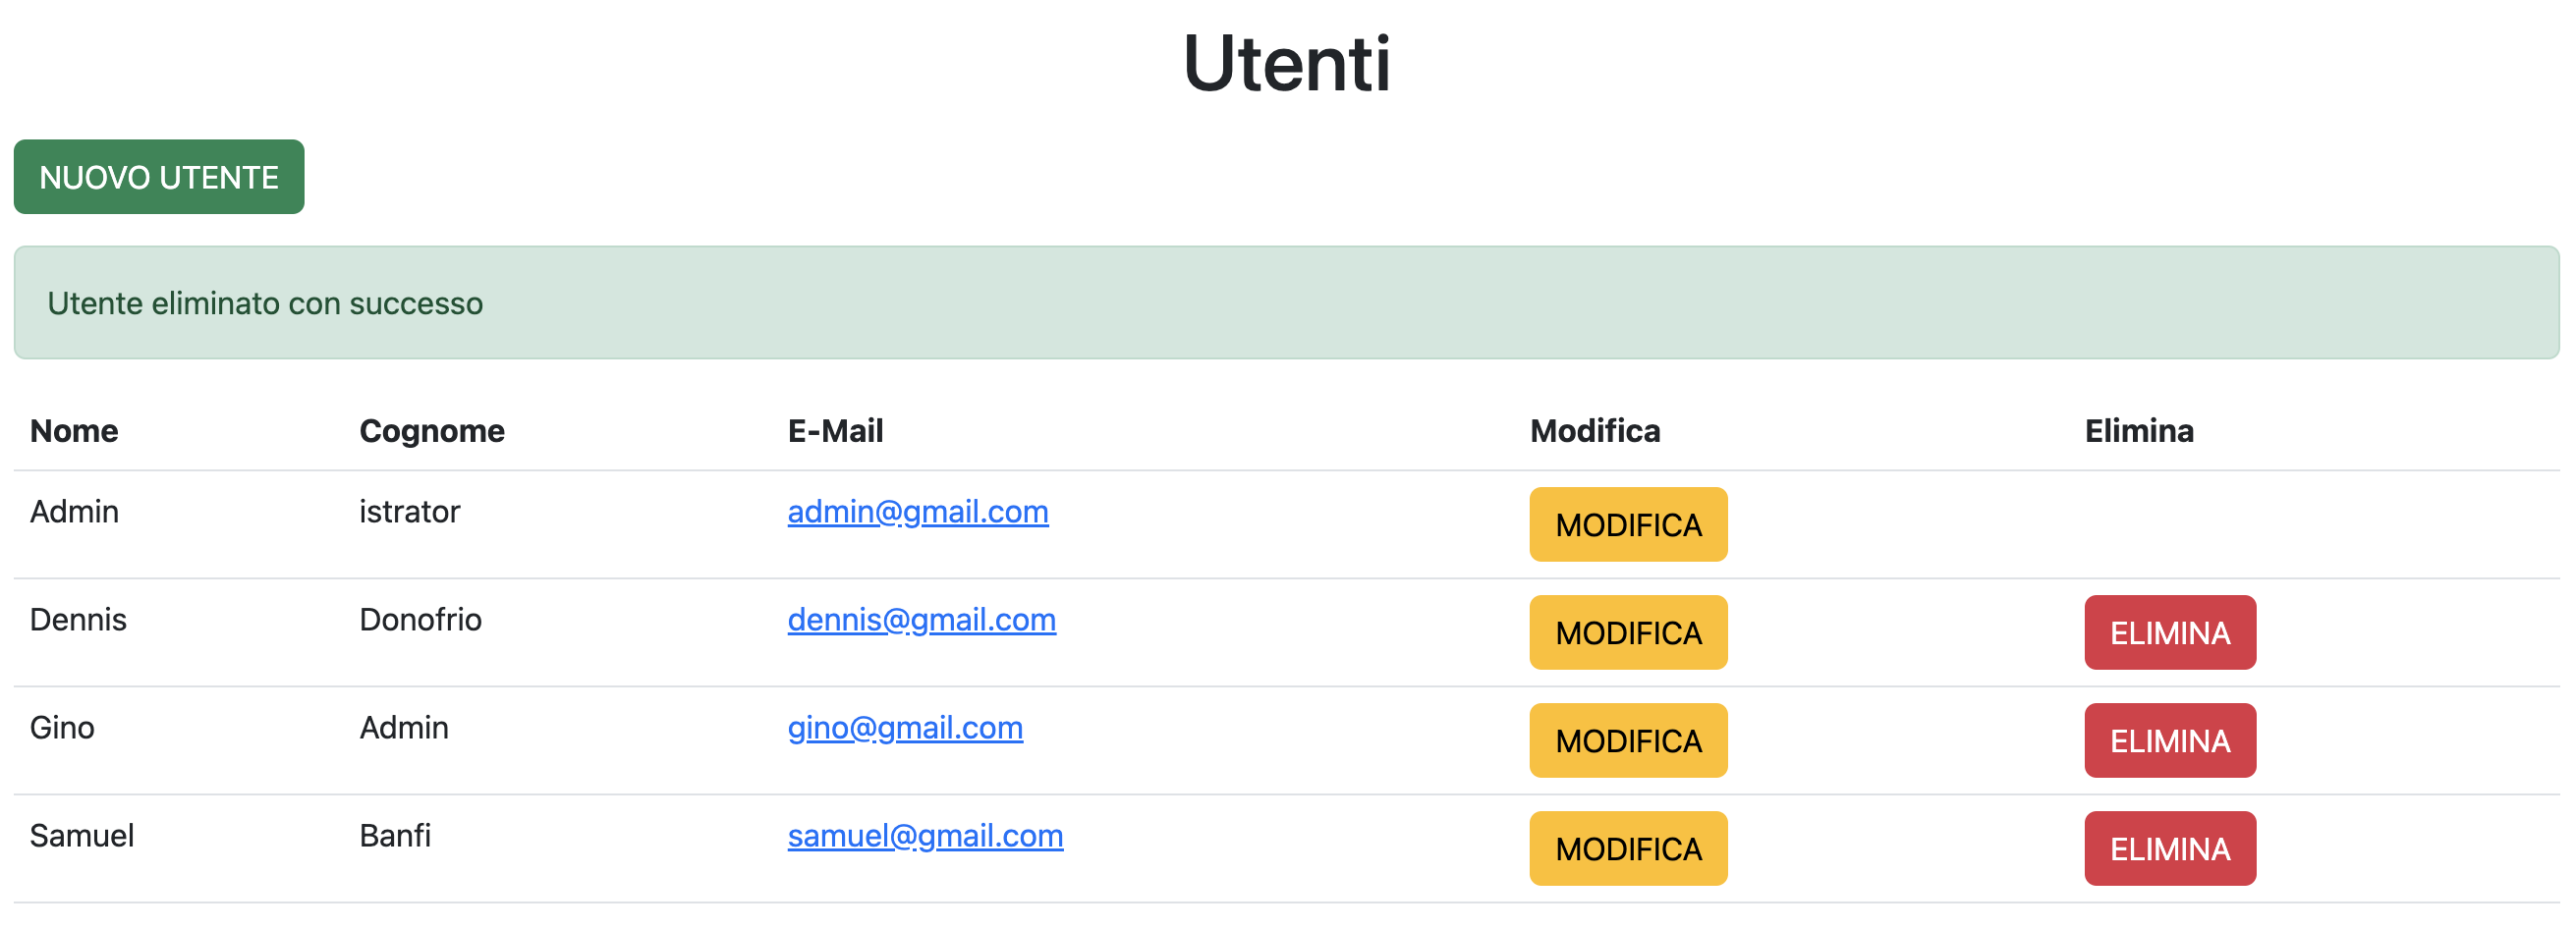 Utenti
NUOVO UTENTE
Utente eliminato con successo
Nome Cognome E-Mail Modifica Elimina
Admin istrator admin@gmail.com MODIFICA
Dennis Donofrio dennis@gmail.com MODIFICA ELIMINA
Gino Admin gino@gmail.com MODIFICA ELIMINA
Samuel Banfi samuel@gmail.com MODIFICA ELIMINA